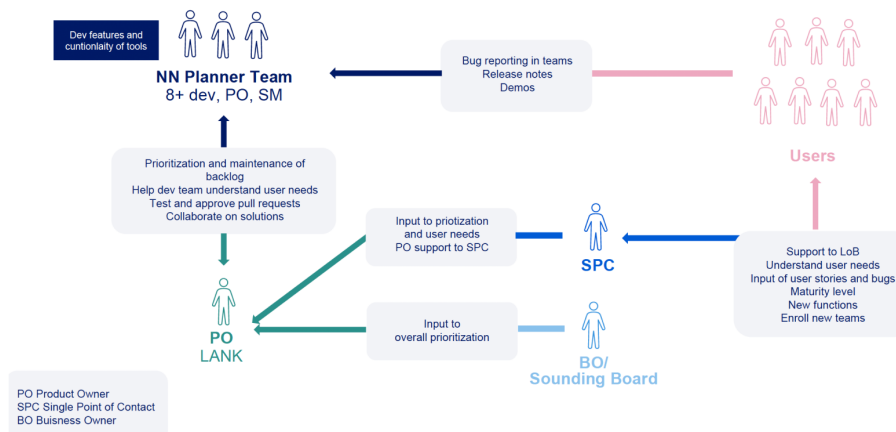 Dev features and
cuntionlaity of tools
NN Planner Team
8+ dev, PO, SM
Bug reporting in teams
Release notes
Demos
Users
Prioritization and maintenance of
backlog
Help dev team understand user needs
Test and approve pull requests
Collaborate on solutions
Input to priotization
and user needs
PO support to SPC
SPC
Support to LoB
Understand user needs
Input of user stories and bugs
Maturity level
New functions
Enroll new teams
PO
LANK
Input to
overall prioritization
BO/
Sounding Board
PO Product Owner
SPC Single Point of Contact
BO Buisness Owner